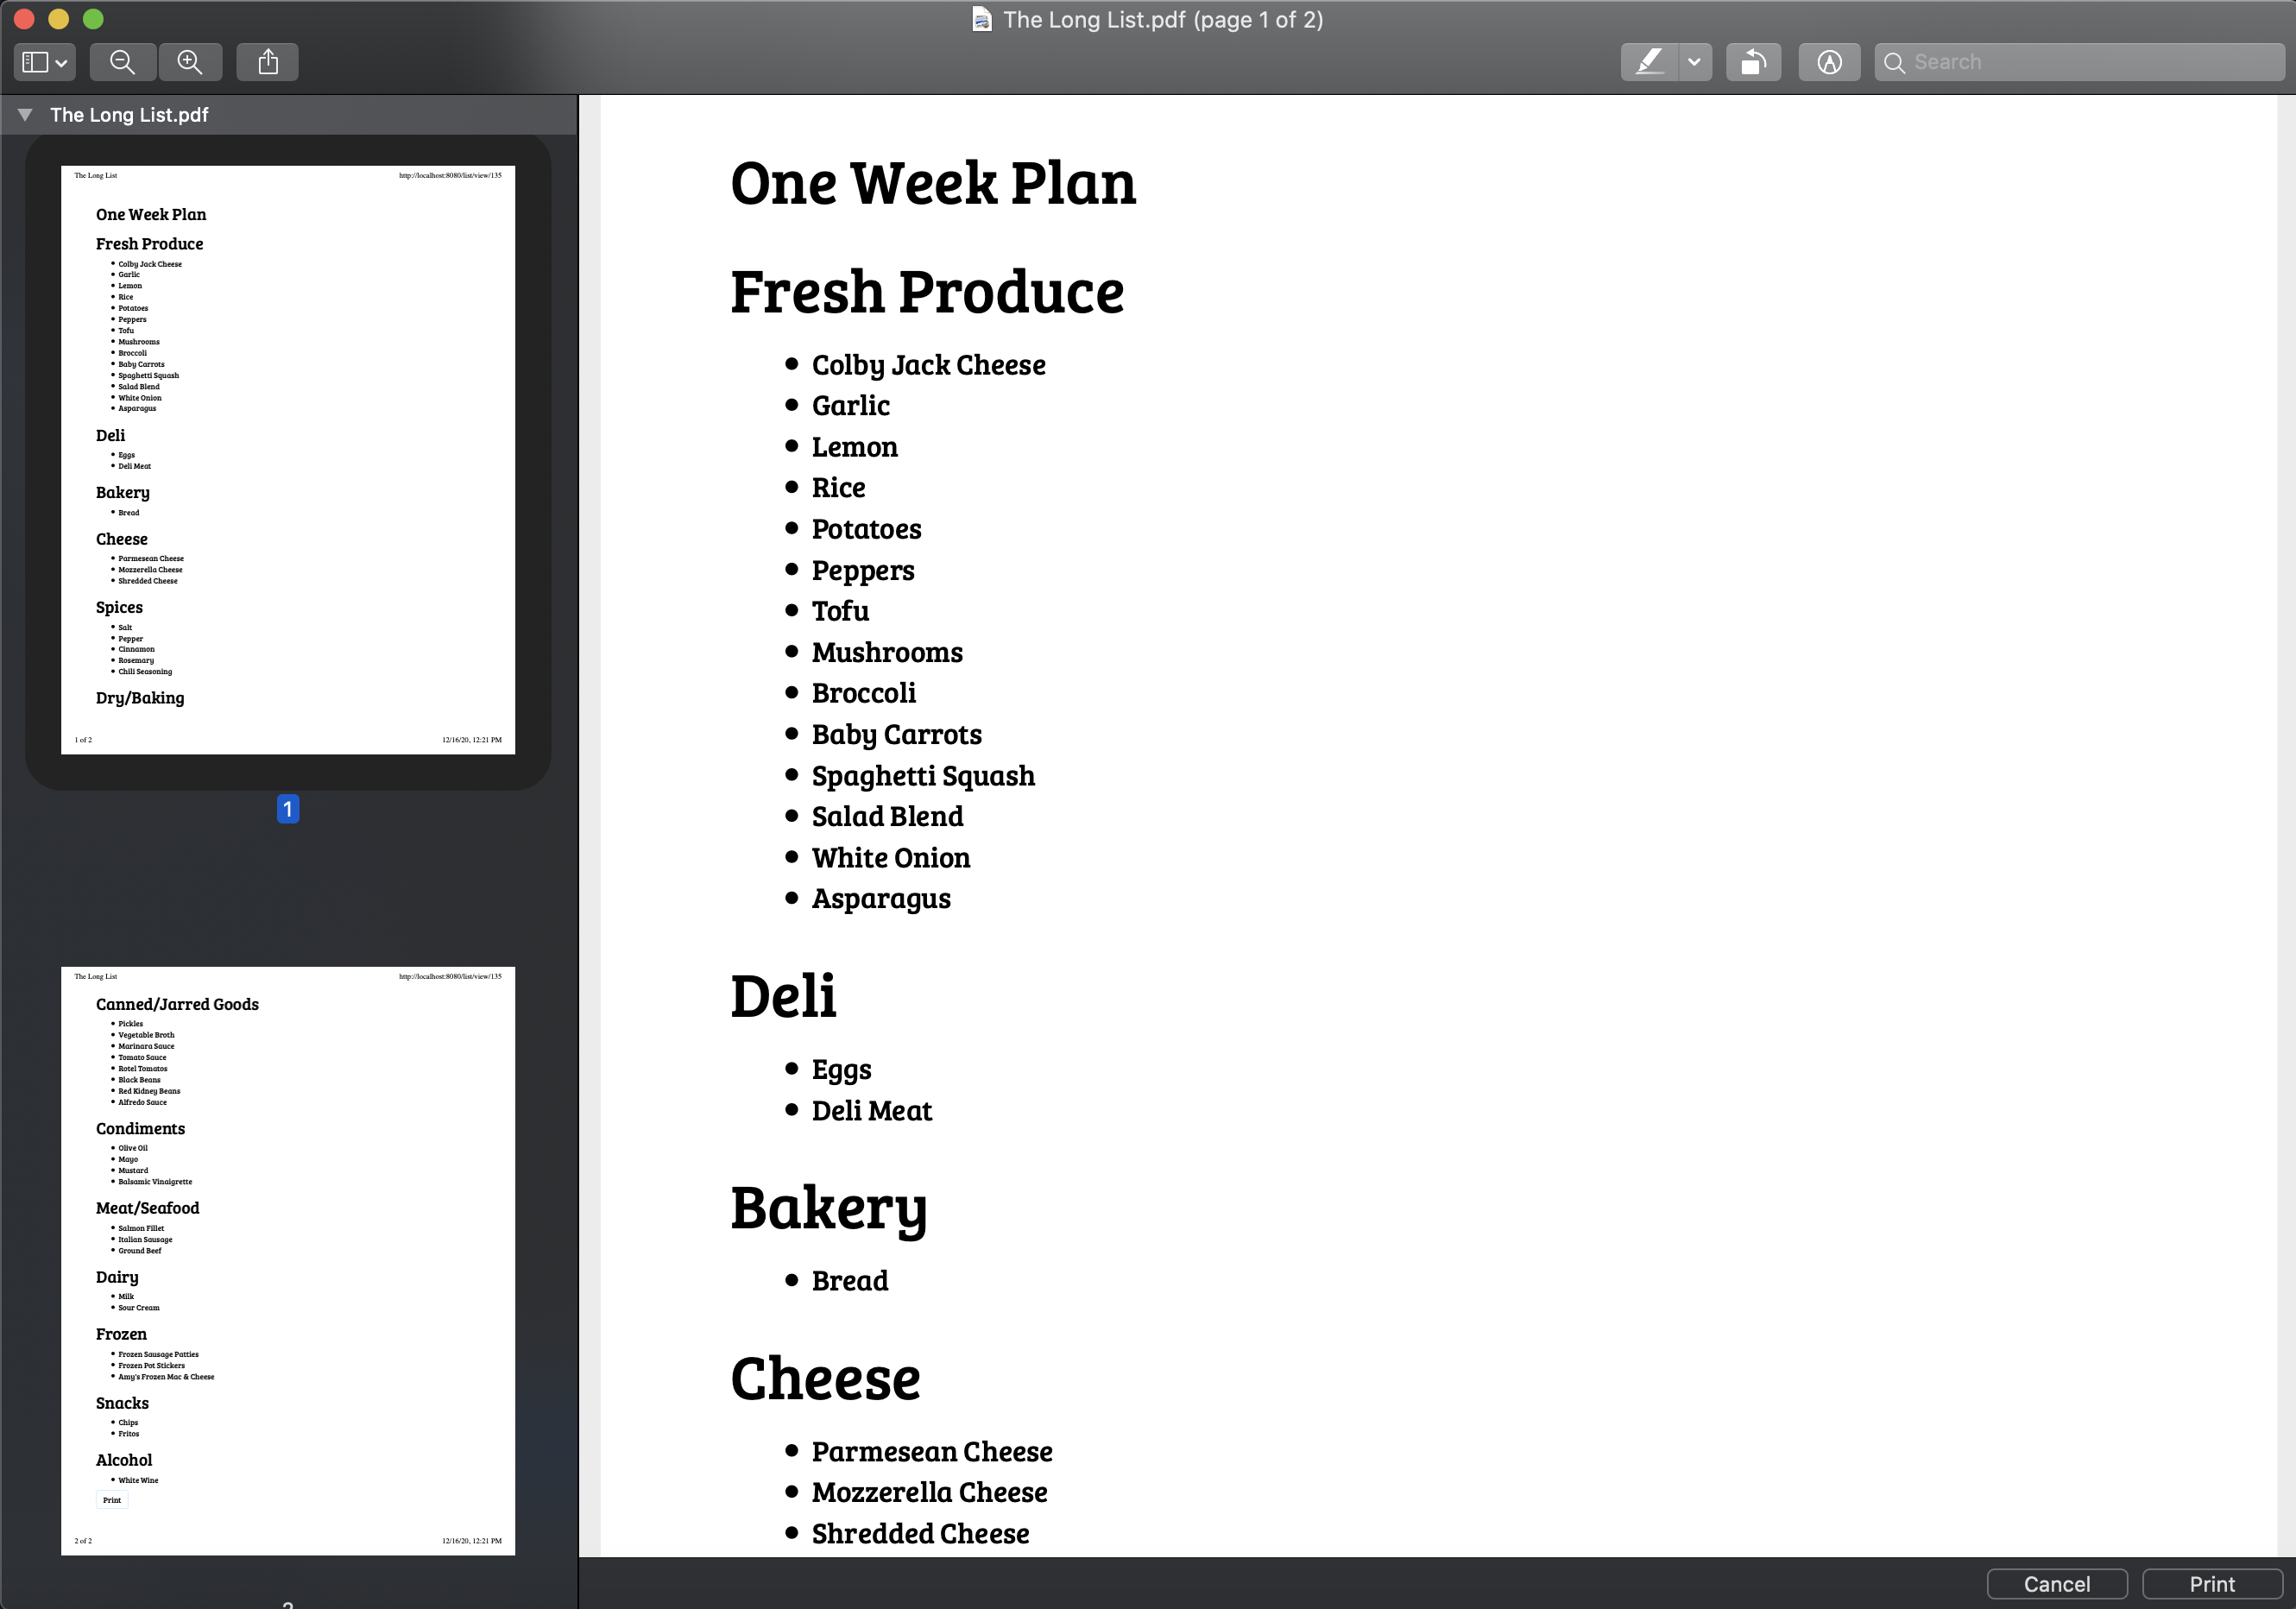 The Long List.pdf (page 1 of 2)
Search
The Long List.pdf
The Long List http://localhost:8080/list/view/135
One Week Plan
Fresh Produce
Colby Jack Cheese
Garlic
Lemon
Rice
Potatoes
Peppers
Tofu
Mushrooms
Broccoli
Baby Carrots
Spaghetti Squash
Salad Blend
White Onion
Asparagus
Deli
Eggs
Deli Meat
Bakery
Bread
Cheese
Parmesean Cheese
Mozzerella Cheese
Shredded Cheese
Spices
Salt
Pepper
Cinnamon
Rosemary
Chili Seasoning
Dry/Baking
1 of 2 12/16/20, 12:21 PM
1
The Long List http://localhost:8080/list/view/135
Canned/Jarred Goods
Pickles
Vegetable Broth
Marinara Sauce
Tomato Sauce
Rotel Tomatos
Black Beans
Red Kidney Beans
Alfredo Sauce
Condiments
Olive Oil
Mayo
Mustard
Balsamic Vinaigrette
Meat/Seafood
Salmon Fillet
Italian Sausage
Ground Beef
Dairy
Milk
Sour Cream
Frozen
Frozen Sausage Patties
Frozen Pot Stickers
Amy's Frozen Mac & Cheese
Snacks
Chips
Fritos
Alcohol
White Wine
Print
2 of 2 12/16/20, 12:21 PM
One Week Plan
Fresh Produce
Colby Jack Cheese
Garlic
Lemon
Rice
Potatoes
Peppers
Tofu
Mushrooms
Broccoli
Baby Carrots
Spaghetti Squash
Salad Blend
White Onion
Asparagus
Deli
Eggs
Deli Meat
Bakery
Bread
Cheese
Parmesean Cheese
Mozzerella Cheese
Shredded Cheese
Cancel Print